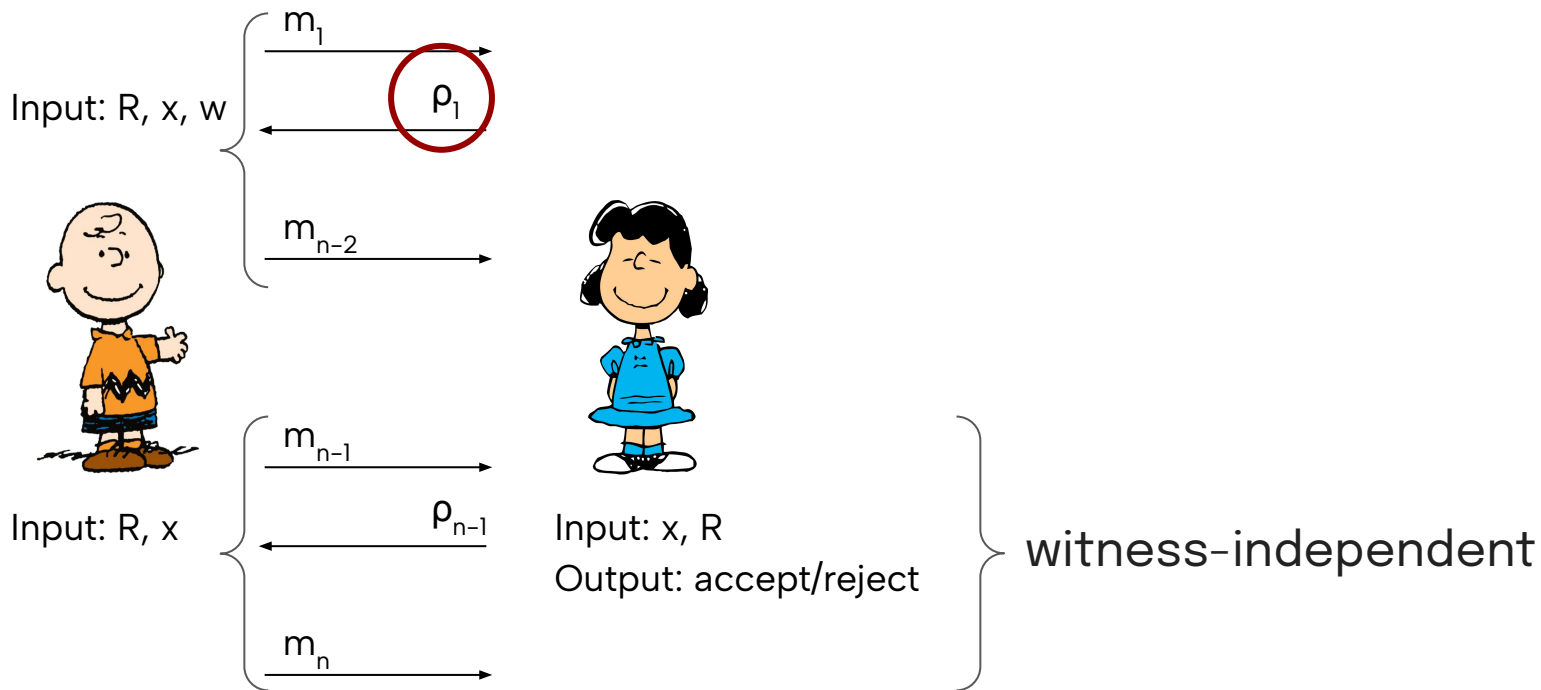 m₁
ρ₁
Input: R, x, w
mₙ₋₂
mₙ₋₁
ρₙ₋₁
Input: R, x
Input: x, R
Output: accept/reject
witness-independent
mₙ